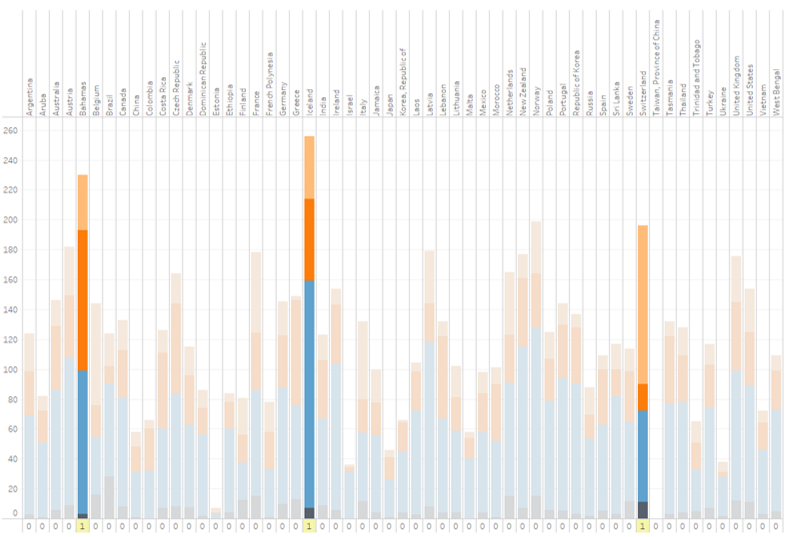 Argentina
Aruba
Australia
Austria
Bahamas
Belgium
Brazil
Canada
China
Colombia
Costa Rica
Czech Republic
Denmark
Dominican Republic
Estonia
Ethiopia
Finland
France
French Polynesia
Germany
Greece
Iceland
India
Ireland
Israel
Italy
Jamaica
Japan
Korea, Republic of
Laos
Latvia
Lebanon
Lithuania
Malta
Mexico
Morocco
Netherlands
New Zealand
Norway
Poland
Portugal
Republic of Korea
Russia
Spain
Sri Lanka
Sweden
Switzerland
Taiwan, Province of China
Tasmania
Thailand
Trinidad and Tobago
Turkey
Ukraine
United Kingdom
United States
Vietnam
West Bengal
260
240
220
200
180
160
140
120
100
80
60
40
20
0
0 0 0 0 1 0 0 0 0 0 0 0 0 0 0 0 0 0 0 0 0 1 0 0 0 0 0 0 0 0 0 0 0 0 0 0 0 0 0 0 0 0 0 0 0 0 1 0 0 0 0 0 0 0 0 0 0